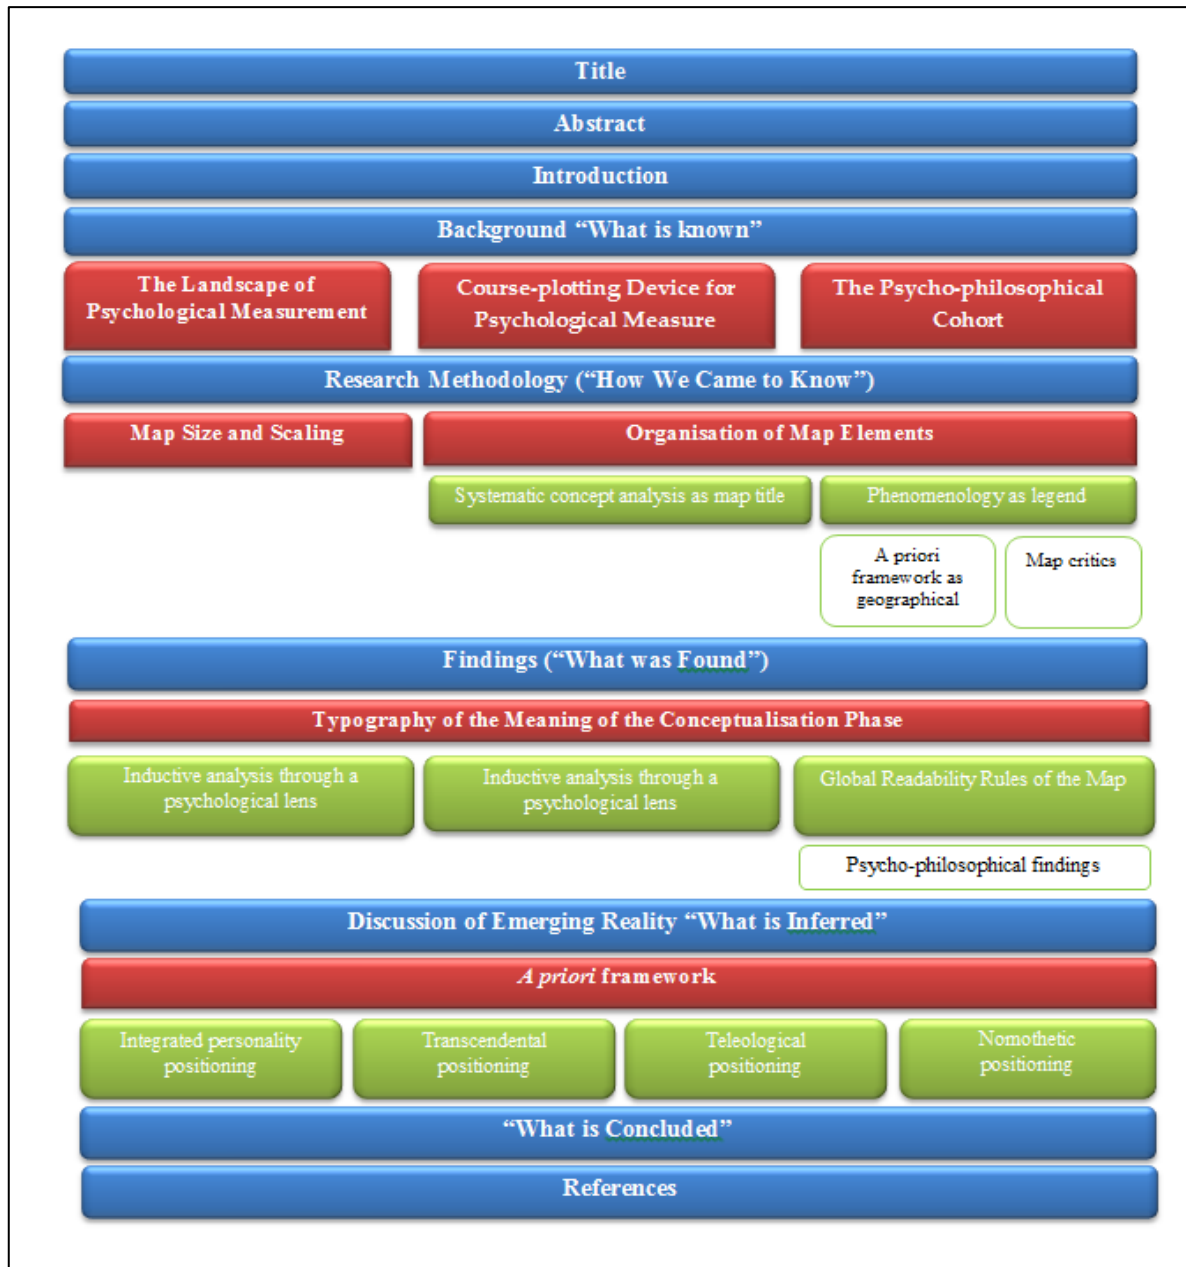 Title
Abstract
Introduction
Background “What is known”
The Landscape of
Psychological Measurement
Course-plotting Device for
Psychological Measure
The Psycho-philosophical
Cohort
Research Methodology (“How We Came to Know”)
Map Size and Scaling
Organisation of Map Elements
Systematic concept analysis as map title
Phenomenology as legend
A priori
framework as
geographical
Map critics
Findings (“What was Found”)
Typography of the Meaning of the Conceptualisation Phase
Inductive analysis through a
psychological lens
Inductive analysis through a
psychological lens
Global Readability Rules of the Map
Psycho-philosophical findings
Discussion of Emerging Reality “What is Inferred”
A priori framework
Integrated personality
positioning
Transcendental
positioning
Teleological
positioning
Nomothetic
positioning
“What is Concluded”
References